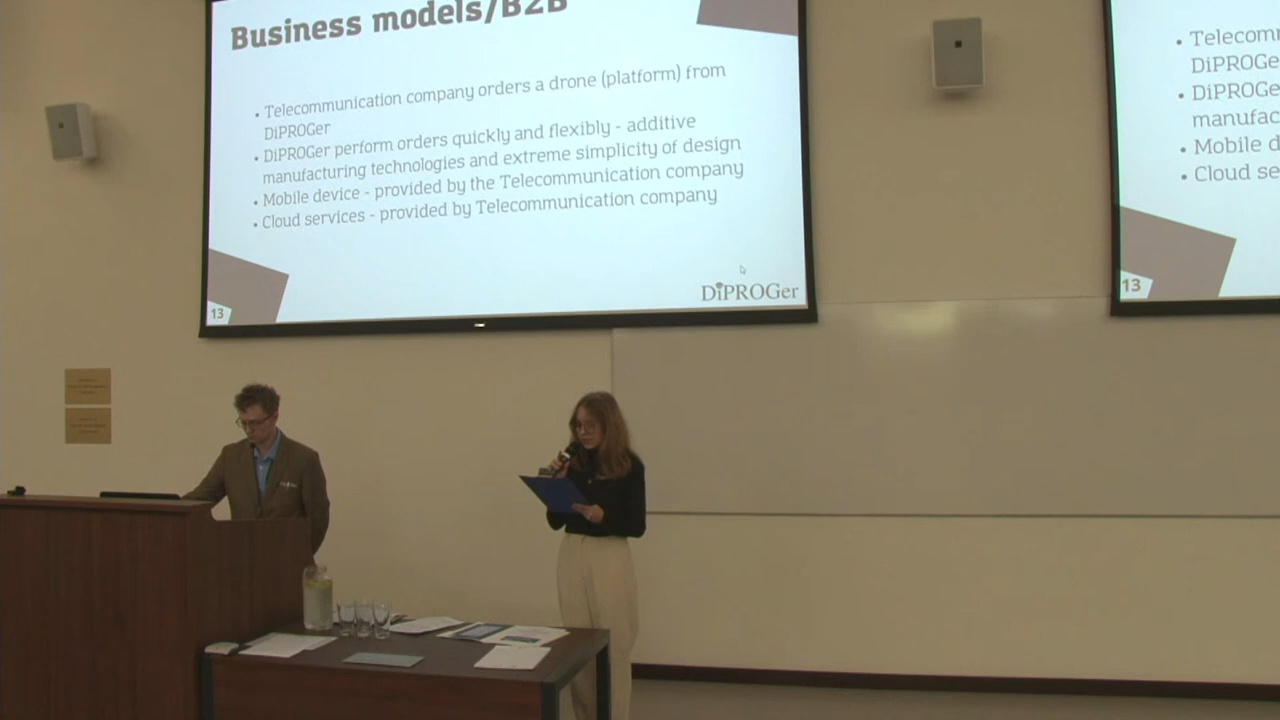 Business models/B2B
• Telecommunication company orders a drone (platform) from
DiPROGer
• DiPROGer perform orders quickly and flexibly - additive
manufacturing technologies and extreme simplicity of design
• Mobile device - provided by the Telecommunication company
• Cloud services - provided by Telecommunication company
13
DiPROGer
• Telecom
DiPROGe
• DiPROGe
manufac
• Mobile d
• Cloud se
13